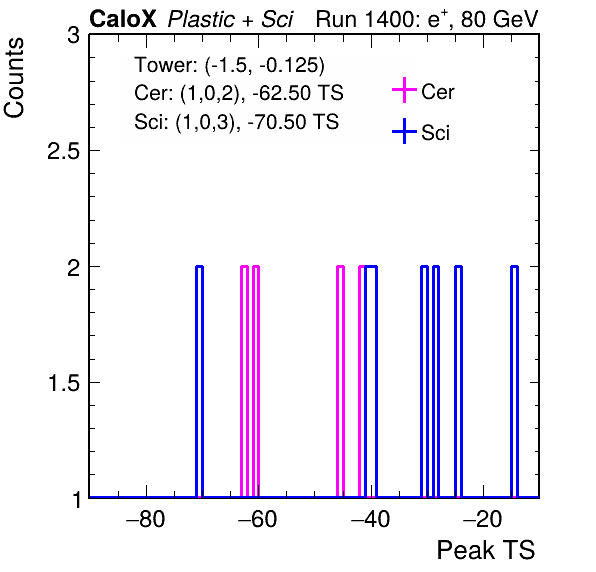 CaloX Plastic + Sci Run 1400: e+, 80 GeV
Counts
3
2.5
2
1.5
1
Tower: (-1.5, -0.125)
Cer: (1,0,2), -62.50 TS
Sci: (1,0,3), -70.50 TS
Cer
Sci
−80 −60 −40 −20
Peak TS